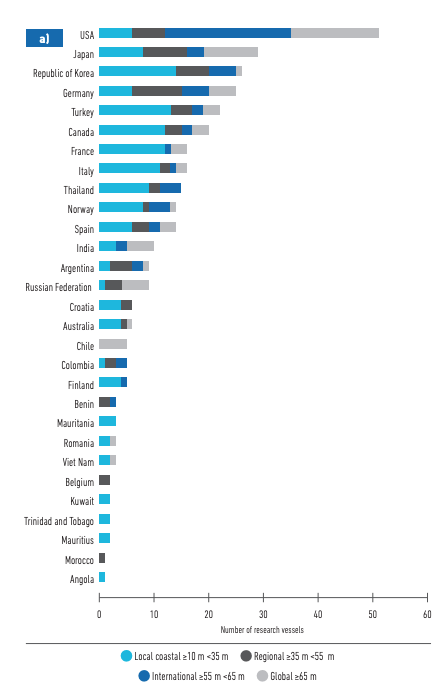 a)
USA
Japan
Republic of Korea
Germany
Turkey
Canada
France
Italy
Thailand
Norway
Spain
India
Argentina
Russian Federation
Croatia
Australia
Chile
Colombia
Finland
Benin
Mauritania
Romania
Viet Nam
Belgium
Kuwait
Trinidad and Tobago
Mauritius
Morocco
Angola
0 10 20 30 40 50 60
Number of research vessels
Local coastal ≥10 m <35 m Regional ≥35 m <55 m
International ≥55 m <65 m Global ≥65 m